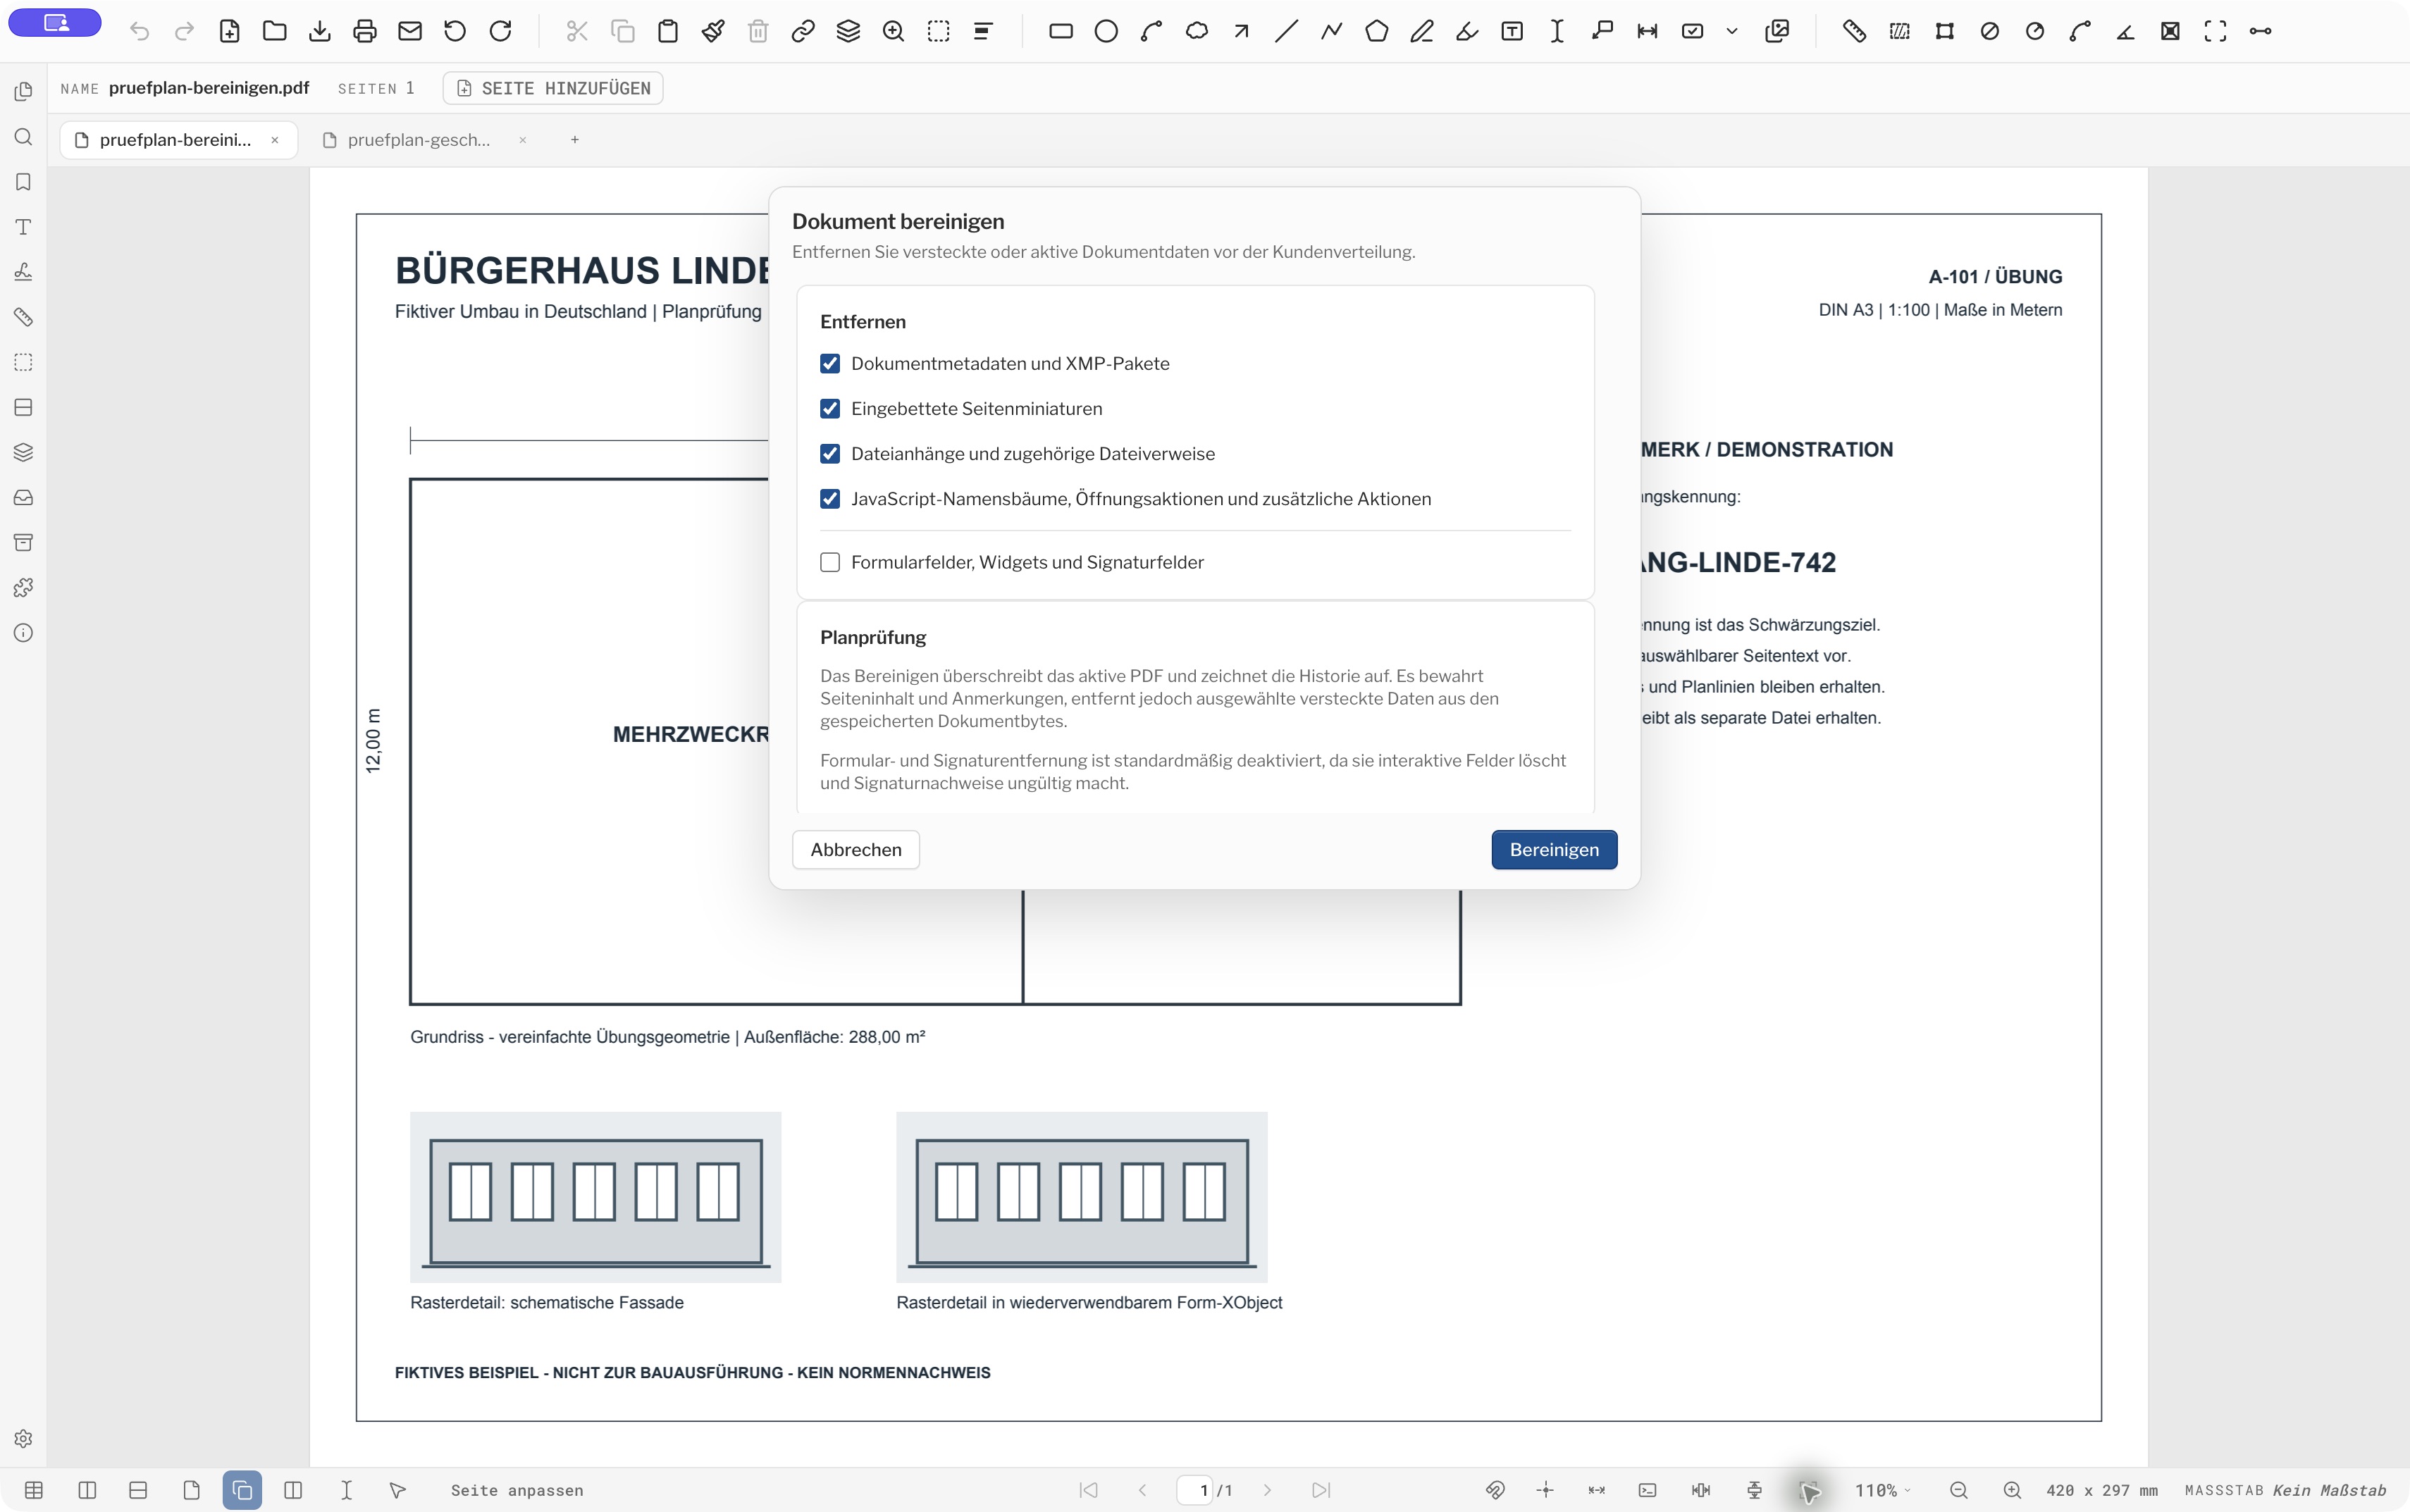 NAME pruefplan-bereinigen.pdf SEITEN 1 SEITE HINZUFÜGEN
pruefplan-bereini... × pruefplan-gesch... × +
BÜRGERHAUS LINDE
Fiktiver Umbau in Deutschland | Planprüfung
A-101 / ÜBUNG
DIN A3 | 1:100 | Maße in Metern
Dokument bereinigen
Entfernen Sie versteckte oder aktive Dokumentdaten vor der Kundenverteilung.
Entfernen
Dokumentmetadaten und XMP-Pakete
Eingebettete Seitenminiaturen
Dateianhänge und zugehörige Dateiverweise
JavaScript-Namensbäume, Öffnungsaktionen und zusätzliche Aktionen
Formularfelder, Widgets und Signaturfelder
Planprüfung
Das Bereinigen überschreibt das aktive PDF und zeichnet die Historie auf. Es bewahrt
Seiteninhalt und Anmerkungen, entfernt jedoch ausgewählte versteckte Daten aus den
gespeicherten Dokumentbytes.
Formular- und Signaturentfernung ist standardmäßig deaktiviert, da sie interaktive Felder löscht
und Signaturnachweise ungültig macht.
Abbrechen Bereinigen
MERK / DEMONSTRATION
ngskennung:
NG-LINDE-742
nnung ist das Schwärzungsziel.
auswählbarer Seitentext vor.
und Planlinien bleiben erhalten.
eibt als separate Datei erhalten.
12,00 m
MEHRZWECKR
Grundriss - vereinfachte Übungsgeometrie | Außenfläche: 288,00 m²
Rasterdetail: schematische Fassade
Rasterdetail in wiederverwendbarem Form-XObject
FIKTIVES BEISPIEL - NICHT ZUR BAUAUSFÜHRUNG - KEIN NORMENNACHWEIS
Seite anpassen 1 /1 110% 420 x 297 mm MASSSTAB Kein Maßstab